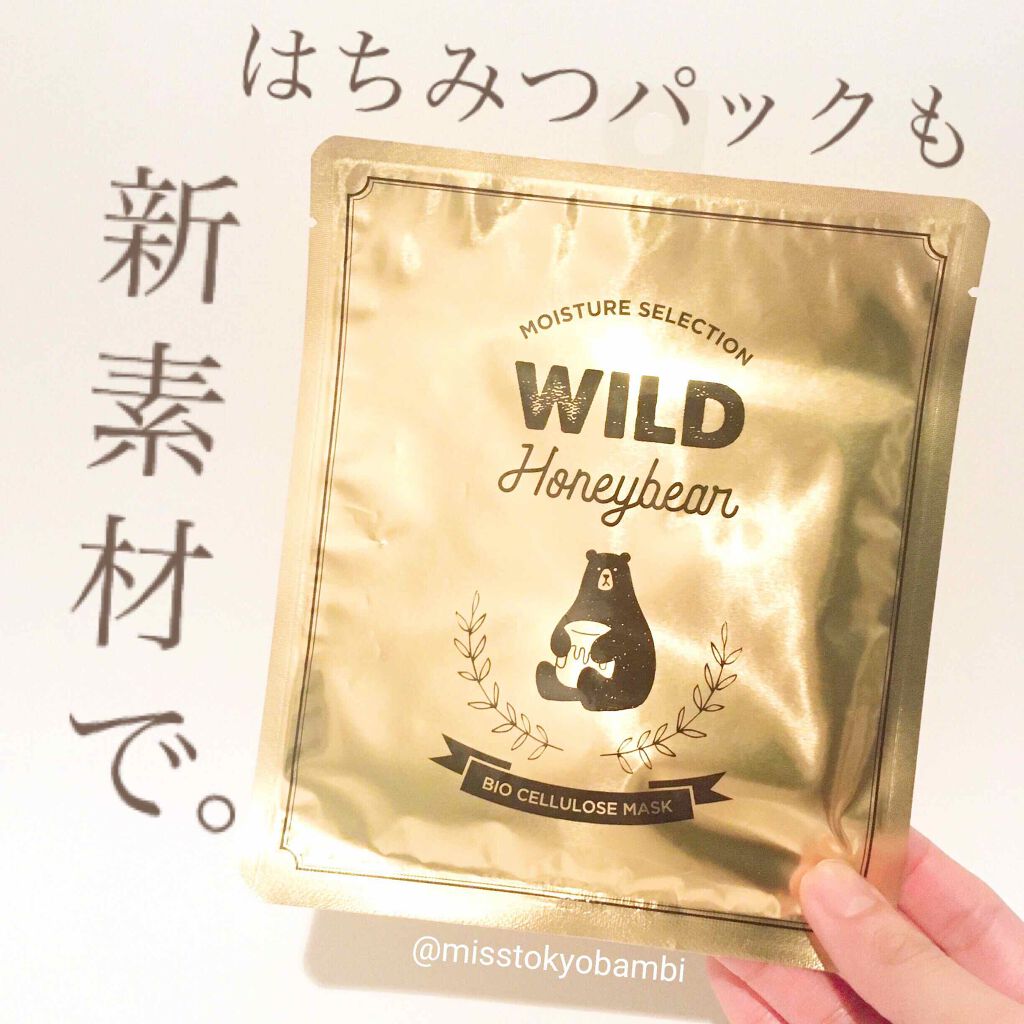 はちみつパックも
新素材で。
MOISTURE SELECTION
WILD
Honeybear
BIO CELLULOSE MASK
@misstokyobambi